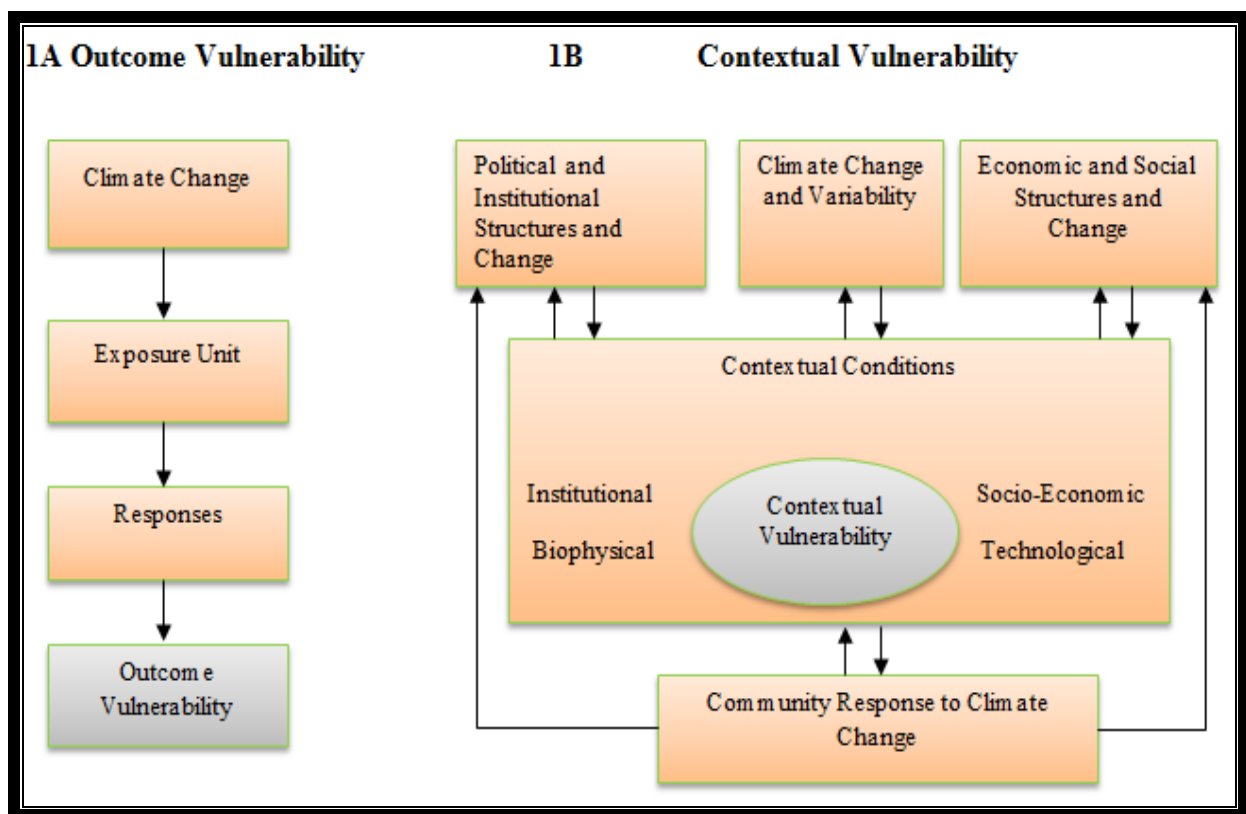 1A Outcome Vulnerability
Climate Change
Exposure Unit
Responses
Outcome
Vulnerability
1B Contextual Vulnerability
Political and
Institutional
Structures and
Change
Climate Change
and Variability
Economic and Social
Structures and
Change
Contextual Conditions
Institutional
Biophysical
Contextual
Vulnerability
Socio-Economic
Technological
Community Response to Climate
Change